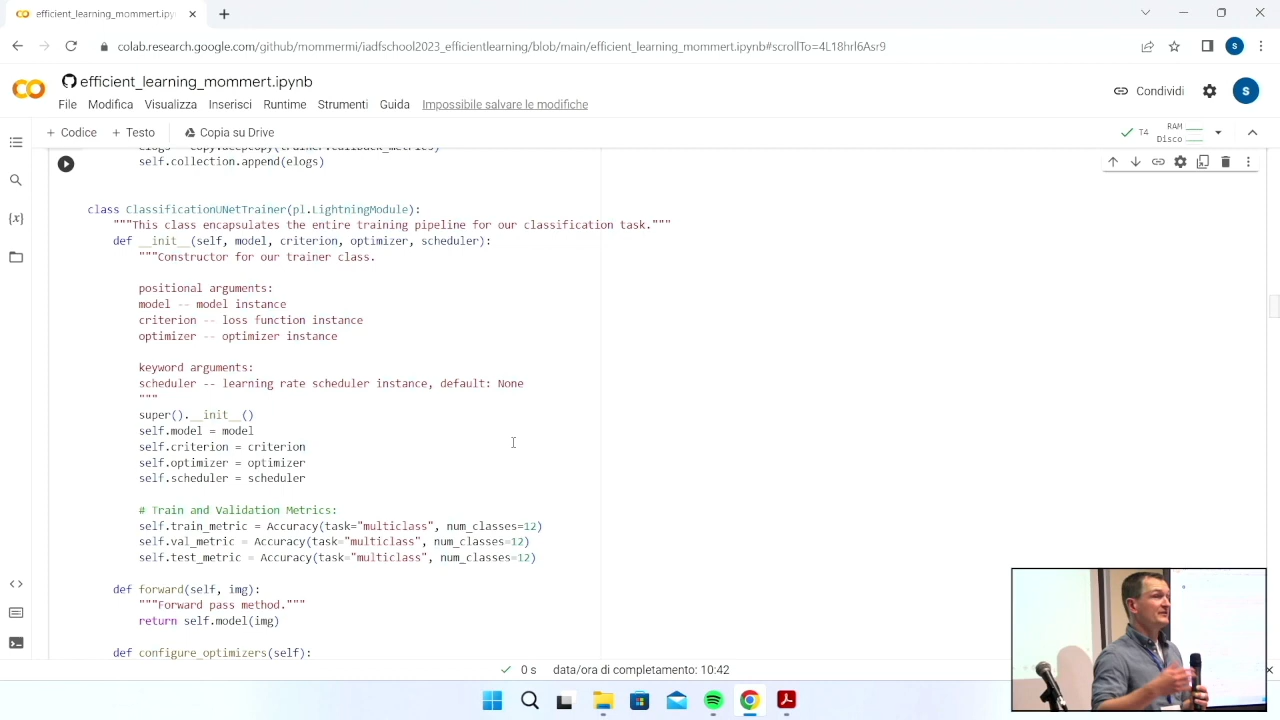 efficient_learning_mommert.ipyn
colab.research.google.com/github/mommermi/iadfschool2023_efficientlearning/blob/main/efficient_learning_mommert.ipynb#scrollTo=4L18hrl6Asr9
S
efficient_learning_mommert.ipynb
File Modifica Visualizza Inserisci Runtime Strumenti Guida Impossibile salvare le modifiche
Condividi
S
+ Codice + Testo Copia su Drive
T4 RAM
Disco
elogs = copy.deepcopy(trainer.callback_metrics)
self.collection.append(elogs)
class ClassificationUNetTrainer(pl.LightningModule):
"""This class encapsulates the entire training pipeline for our classification task."""
def __init__(self, model, criterion, optimizer, scheduler):
"""Constructor for our trainer class.
positional arguments:
model -- model instance
criterion -- loss function instance
optimizer -- optimizer instance
keyword arguments:
scheduler -- learning rate scheduler instance, default: None
"""
super().__init__()
self.model = model
self.criterion = criterion
self.optimizer = optimizer
self.scheduler = scheduler
# Train and Validation Metrics:
self.train_metric = Accuracy(task="multiclass", num_classes=12)
self.val_metric = Accuracy(task="multiclass", num_classes=12)
self.test_metric = Accuracy(task="multiclass", num_classes=12)
def forward(self, img):
"""Forward pass method."""
return self.model(img)
def configure_optimizers(self):
0 s data/ora di completamento: 10:42